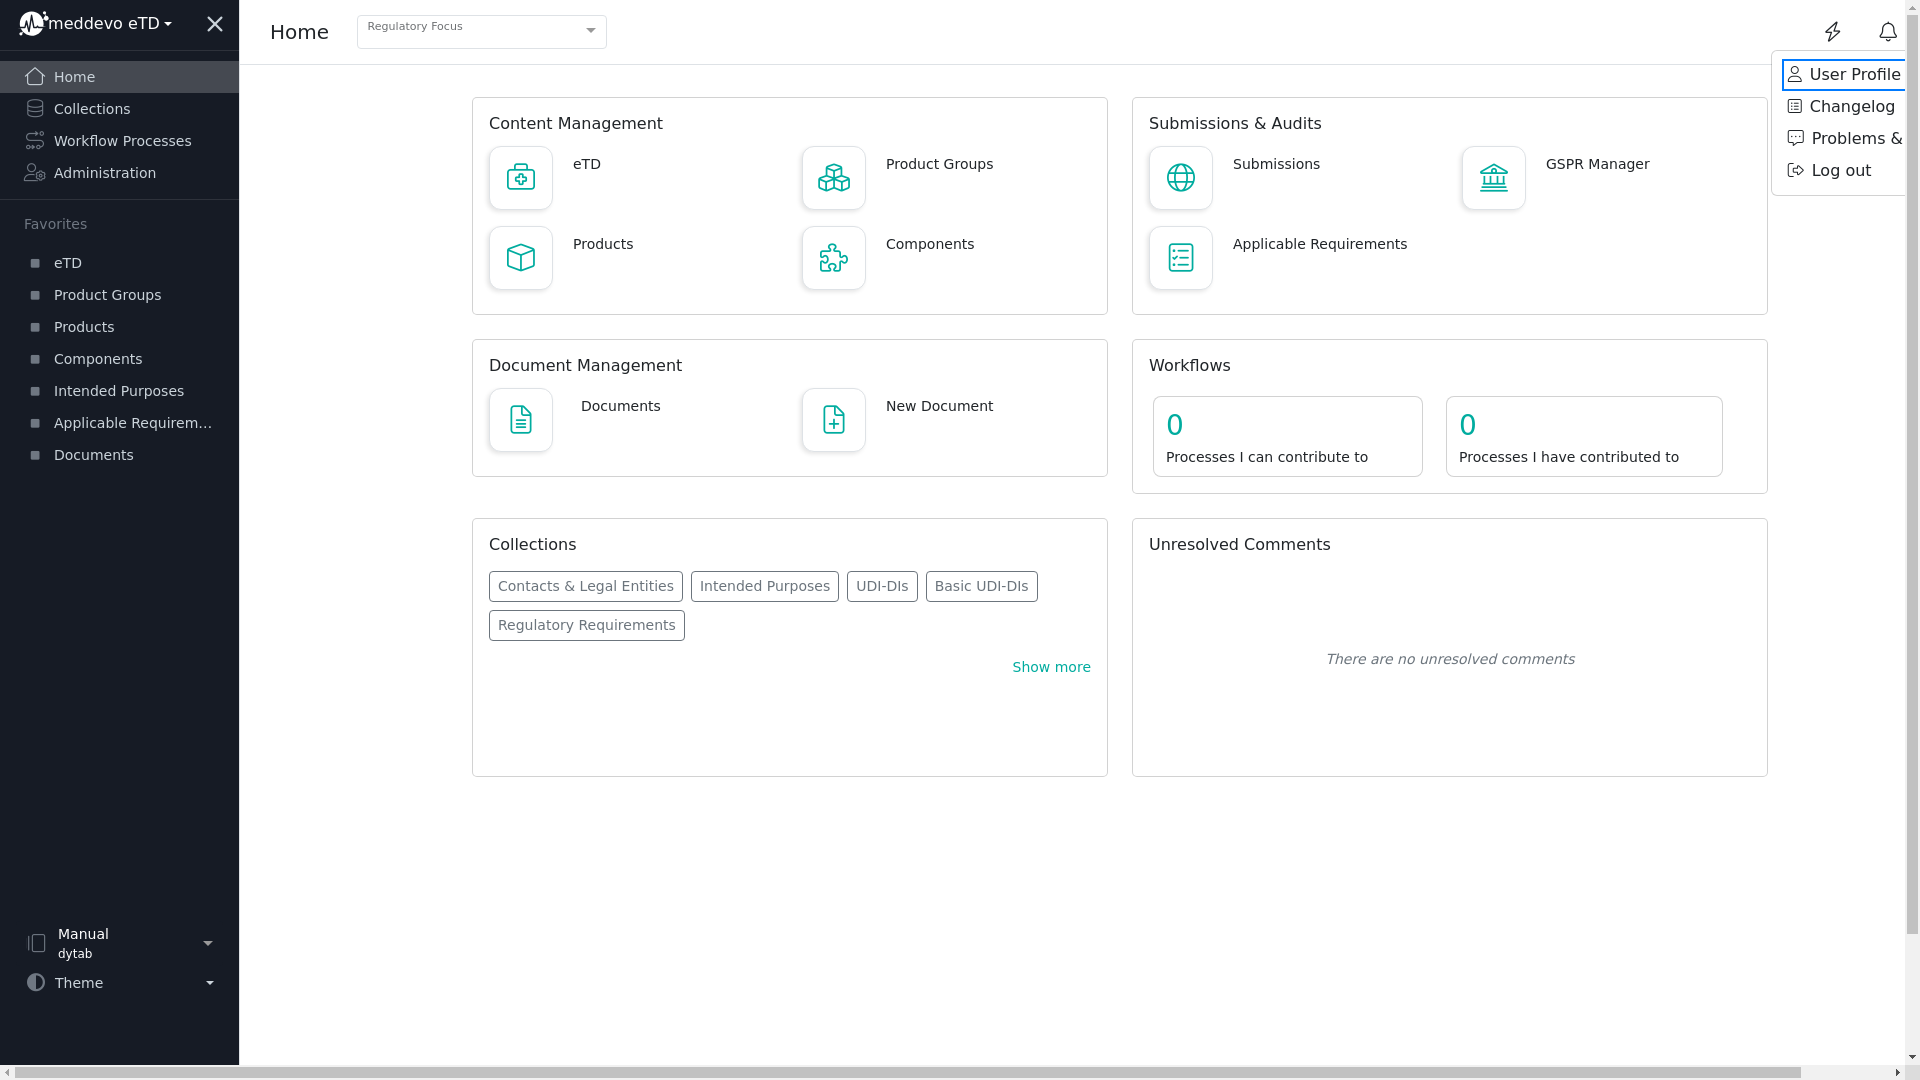 meddevo eTD
Home
Collections
Workflow Processes
Administration
Favorites
eTD
Product Groups
Products
Components
Intended Purposes
Applicable Requirem...
Documents
Manual
dytab
Theme
Home
Regulatory Focus
User Profile
Changelog
Problems &
Log out
Content Management
eTD
Product Groups
Products
Components
Submissions & Audits
Submissions
GSPR Manager
Applicable Requirements
Document Management
Documents
New Document
Workflows
0
Processes I can contribute to
0
Processes I have contributed to
Collections
Contacts & Legal Entities
Intended Purposes
UDI-DIs
Basic UDI-DIs
Regulatory Requirements
Show more
Unresolved Comments
There are no unresolved comments